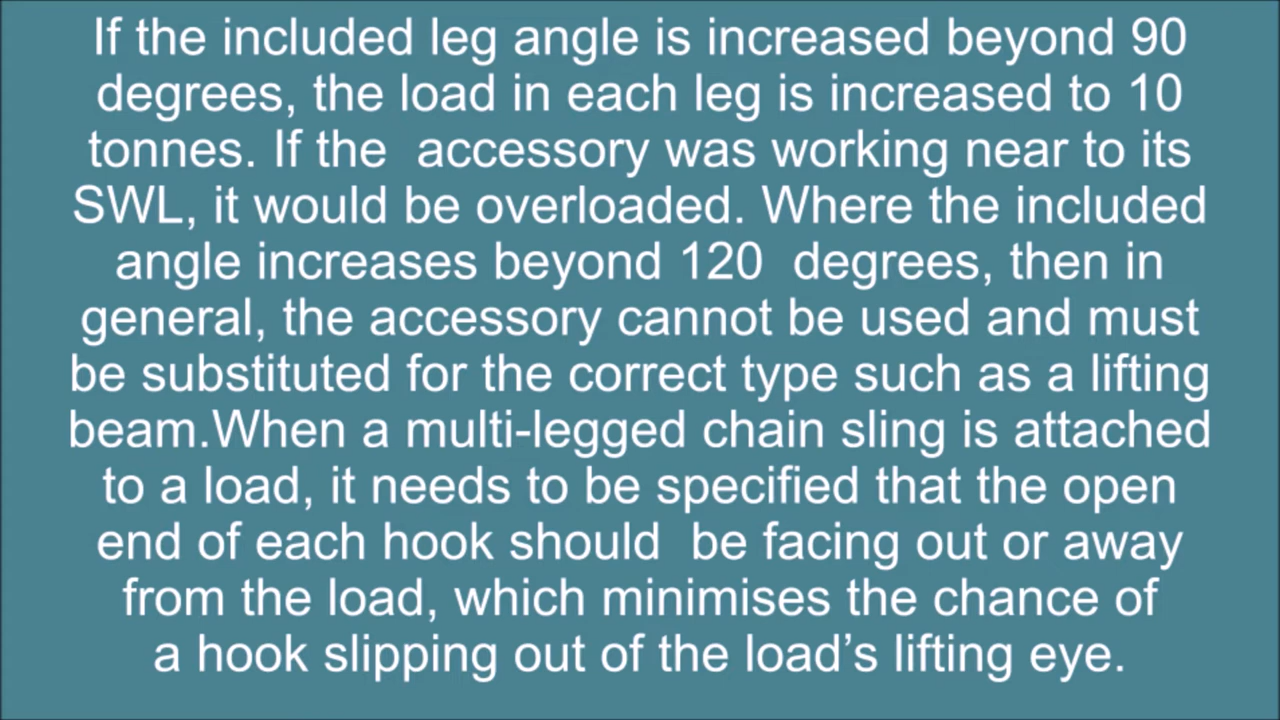 If the included leg angle is increased beyond 90
degrees, the load in each leg is increased to 10
tonnes. If the  accessory was working near to its
SWL, it would be overloaded. Where the included
angle increases beyond 120  degrees, then in
general, the accessory cannot be used and must
be substituted for the correct type such as a lifting
beam.When a multi-legged chain sling is attached
to a load, it needs to be specified that the open
end of each hook should  be facing out or away
from the load, which minimises the chance of
a hook slipping out of the load’s lifting eye.